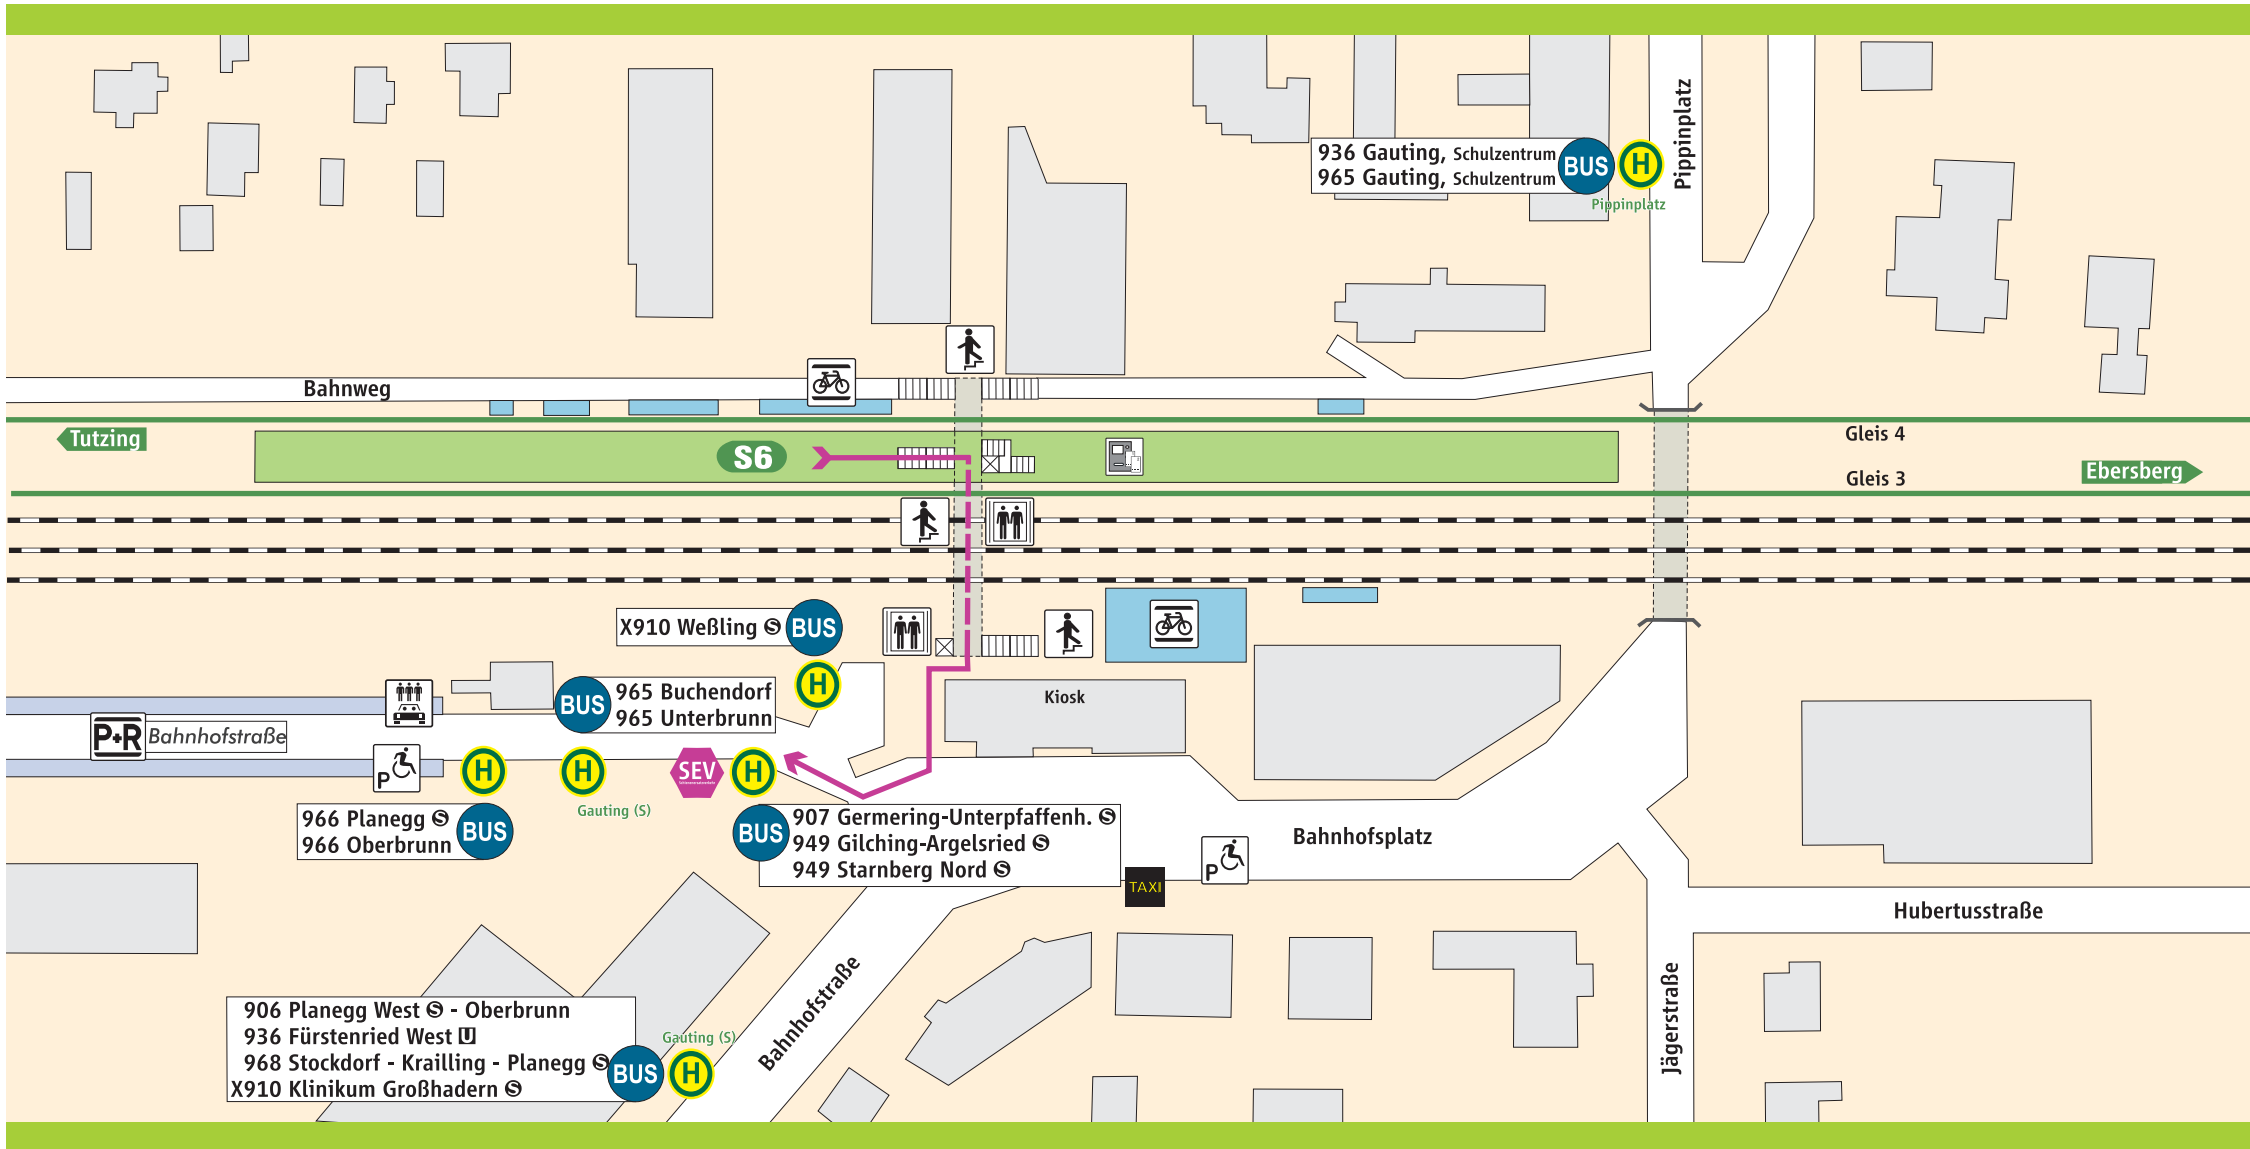 Pippinplatz
936 Gauting, Schulzentrum
965 Gauting, Schulzentrum
BUS
H
Pippinplatz
Bahnweg
Tutzing
S6
Gleis 4
Gleis 3
Ebersberg
X910 Weßling S
BUS
H
BUS
965 Buchendorf
965 Unterbrunn
Kiosk
P+R Bahnhofstraße
P
H
H
SEV
H
Gauting (S)
966 Planegg S
966 Oberbrunn
BUS
BUS
907 Germering-Unterpfaffenh. S
949 Gilching-Argelsried S
949 Starnberg Nord S
Bahnhofsplatz
P
TAXI
Hubertusstraße
Jägerstraße
Bahnhofstraße
906 Planegg West S - Oberbrunn
936 Fürstenried West U
968 Stockdorf - Krailling - Planegg S
X910 Klinikum Großhadern S
BUS
Gauting (S)
H